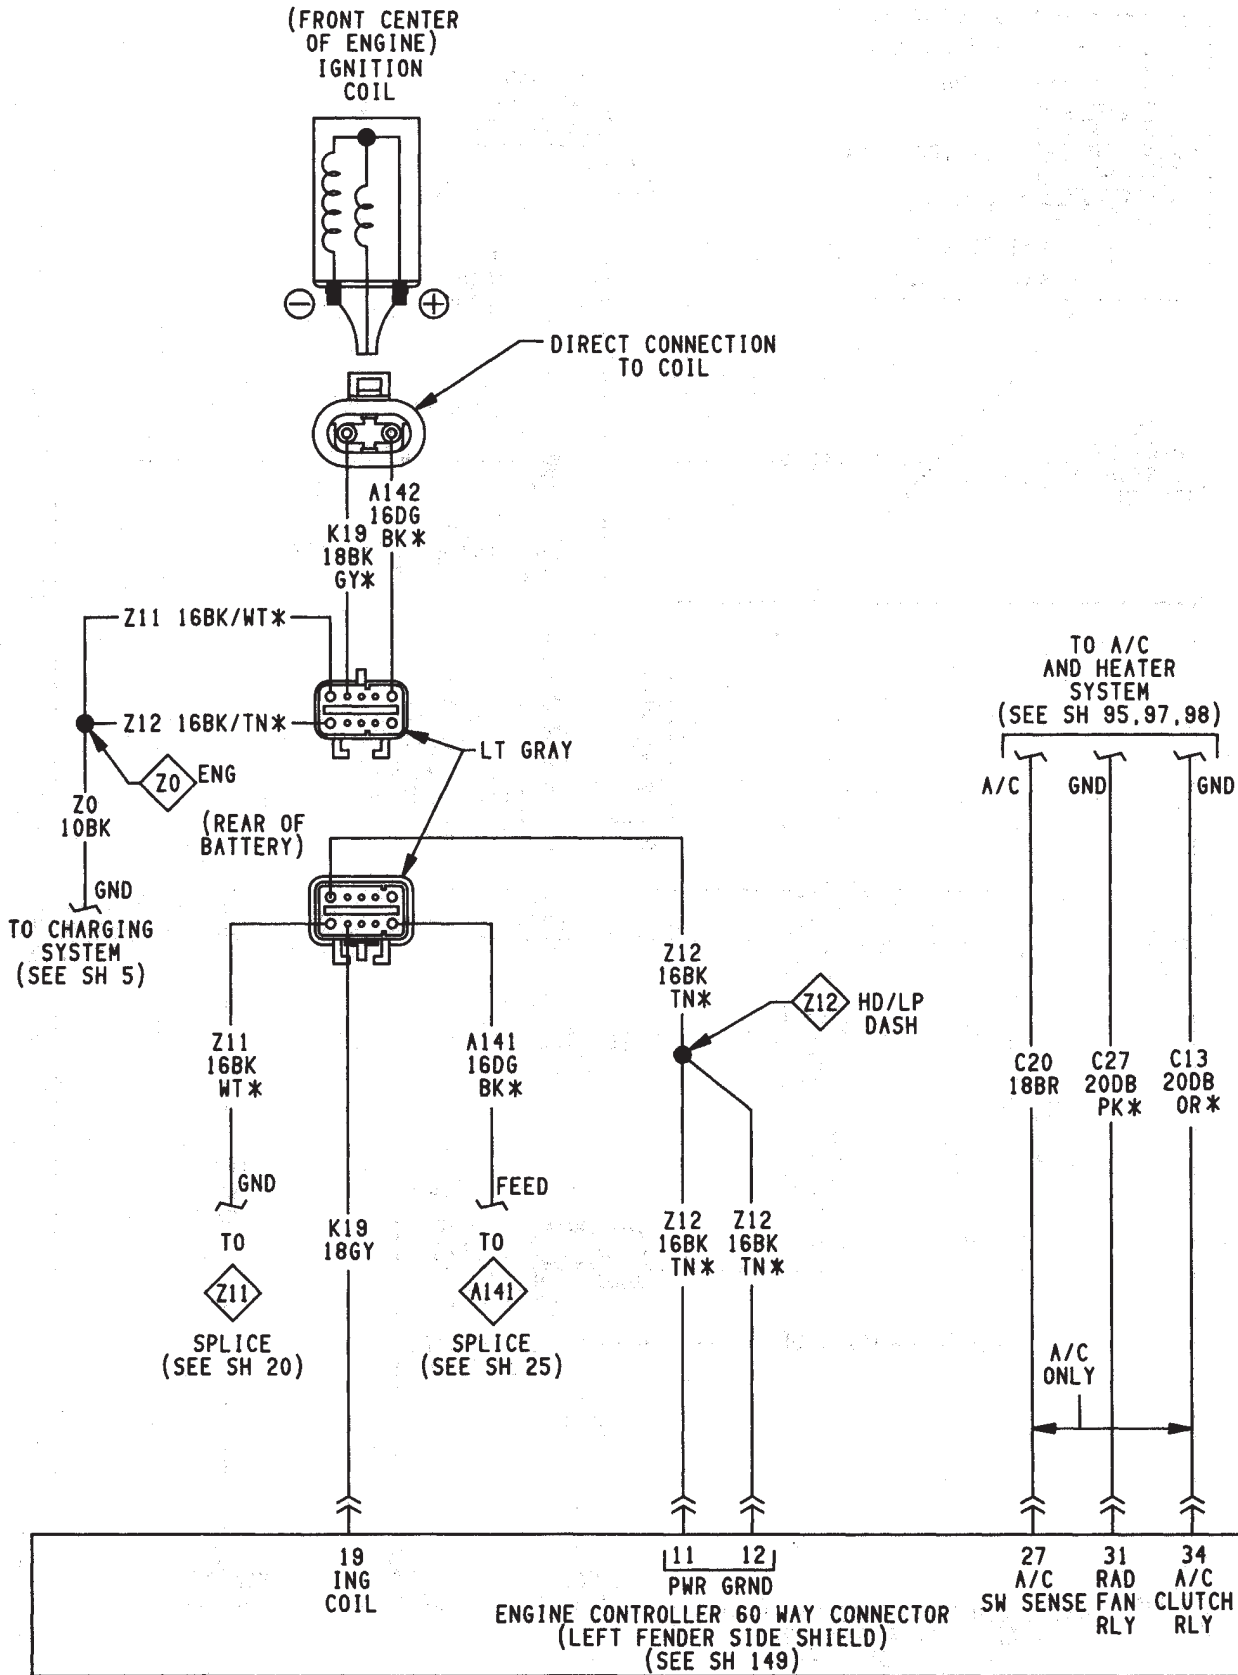 (FRONT CENTER
OF ENGINE)
IGNITION
COIL
−
+
DIRECT CONNECTION
TO COIL
A142
16DG
BK*
K19
18BK
GY*
Z11 16BK/WT*
Z12 16BK/TN*
LT GRAY
Z0
ENG
Z0
10BK
(REAR OF
BATTERY)
GND
TO CHARGING
SYSTEM
(SEE SH 5)
TO A/C
AND HEATER
SYSTEM
(SEE SH 95,97,98)
A/C
GND
GND
Z12
16BK
TN*
Z12
HD/LP
DASH
Z11
16BK
WT*
A141
16DG
BK*
C20
18BR
C27
20DB
PK*
C13
20DB
OR*
GND
FEED
TO
Z11
SPLICE
(SEE SH 20)
K19
18GY
TO
A141
SPLICE
(SEE SH 25)
Z12
16BK
TN*
Z12
16BK
TN*
A/C
ONLY
19
ING
COIL
11 12
PWR GRND
27
A/C
SW SENSE
31
RAD
FAN
RLY
34
A/C
CLUTCH
RLY
ENGINE CONTROLLER 60 WAY CONNECTOR
(LEFT FENDER SIDE SHIELD)
(SEE SH 149)